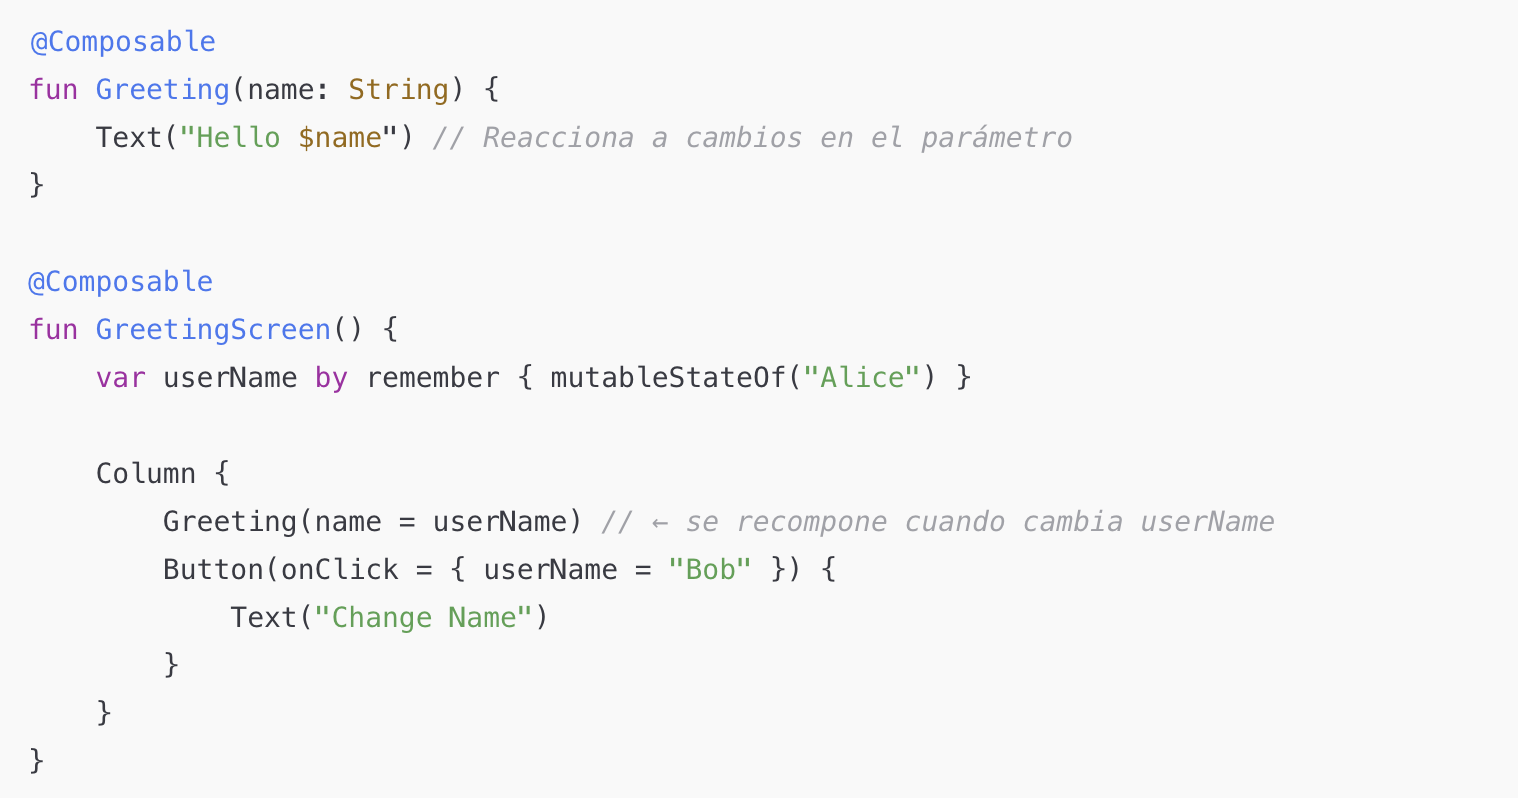 @Composable
fun Greeting(name: String) {
    Text("Hello $name") // Reacciona a cambios en el parámetro
}

@Composable
fun GreetingScreen() {
    var userName by remember { mutableStateOf("Alice") }

    Column {
        Greeting(name = userName) // ← se recompone cuando cambia userName
        Button(onClick = { userName = "Bob" }) {
            Text("Change Name")
        }
    }
}